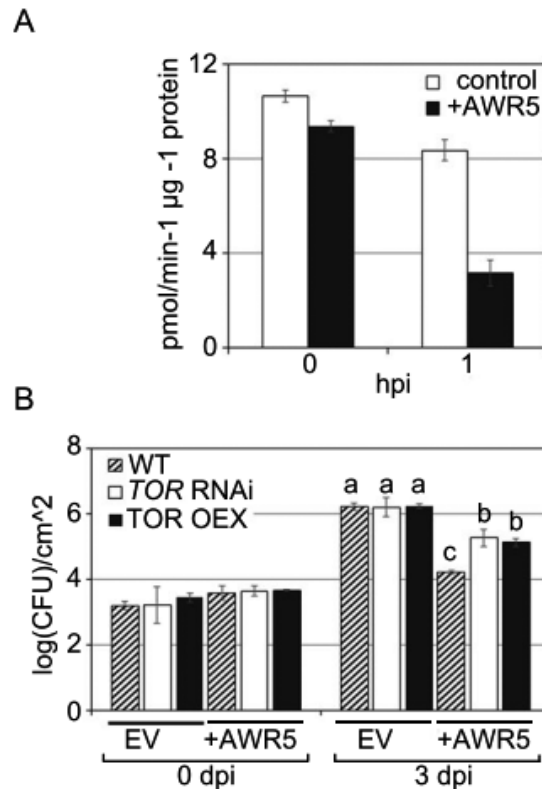 A
12
8
4
0
pmol/min-1 µg -1 protein
control
+AWR5
0
1
hpi
B
8
6
4
2
0
log(CFU)/cm^2
WT
TOR RNAi
TOR OEX
a a a
c b b
EV +AWR5 EV +AWR5
0 dpi 3 dpi